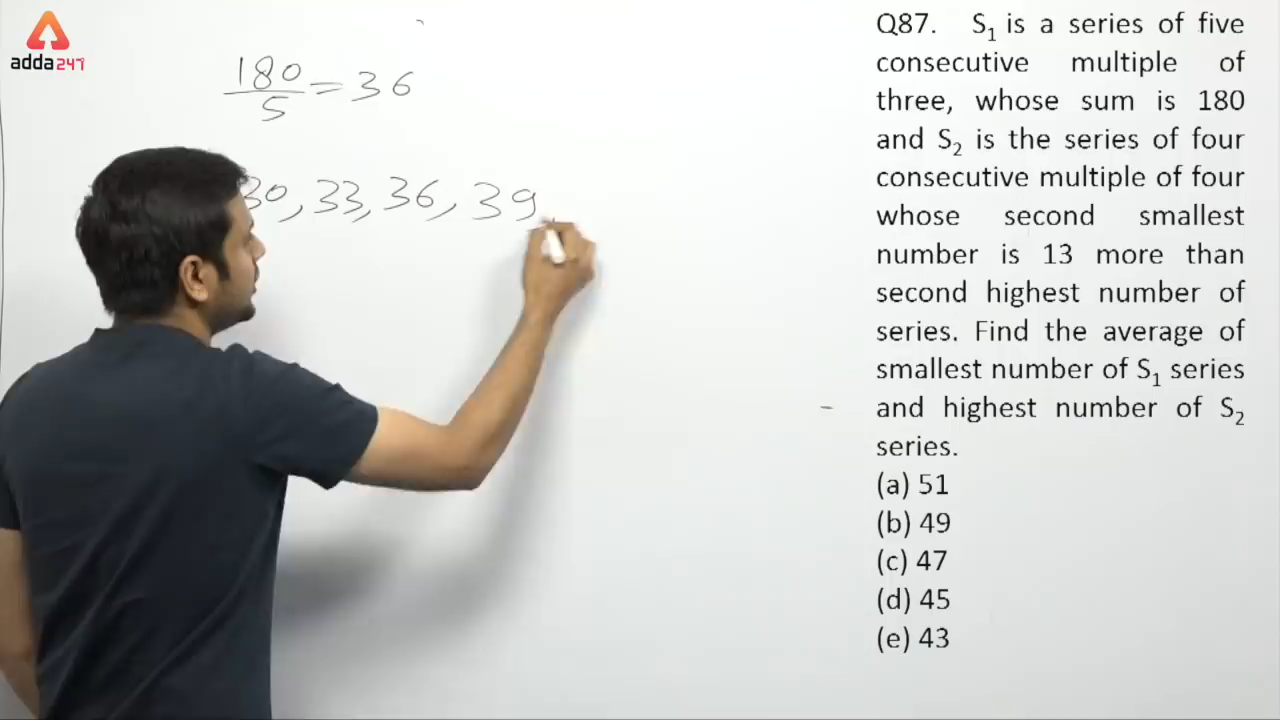 adda247
180
5
=36
30, 33, 36, 39
Q87. S₁ is a series of five
consecutive multiple of
three, whose sum is 180
and S₂ is the series of four
consecutive multiple of four
whose second smallest
number is 13 more than
second highest number of
series. Find the average of
smallest number of S₁ series
and highest number of S₂
series.
(a) 51
(b) 49
(c) 47
(d) 45
(e) 43